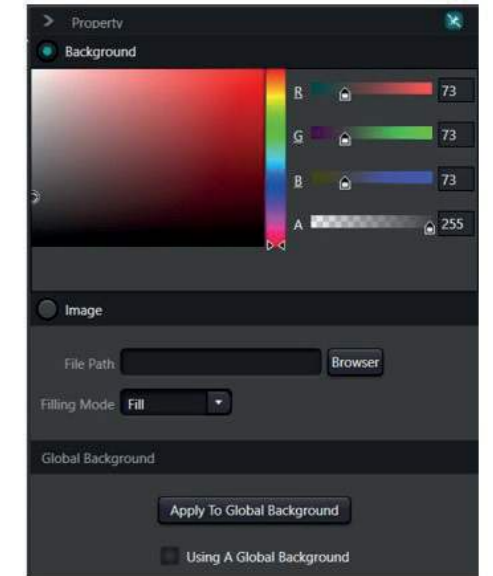 Property
Background
R 73
G 73
B 73
A 255
Image
File Path Browser
Filling Mode Fill
Global Background
Apply To Global Background
Using A Global Background